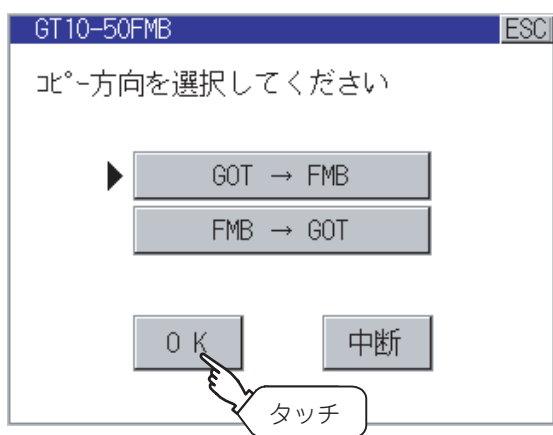 GT10-50FMB ESC
ｺﾋﾟｰ方向を選択してください
GOT → FMB
FMB → GOT
O K 中断
タッチ